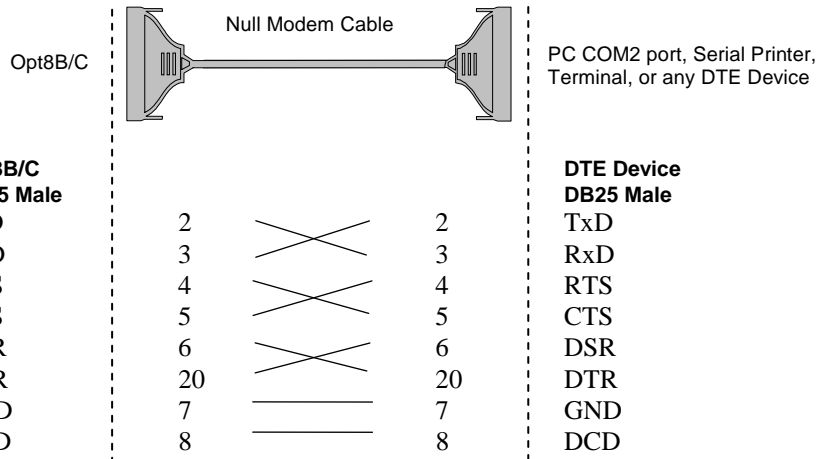 Null Modem Cable
Opt8B/C
PC COM2 port, Serial Printer,
Terminal, or any DTE Device
B/C DTE Device
5 Male DB25 Male
D 2 2 TxD
D 3 3 RxD
S 4 4 RTS
S 5 5 CTS
R 6 6 DSR
R 20 20 DTR
D 7 7 GND
D 8 8 DCD